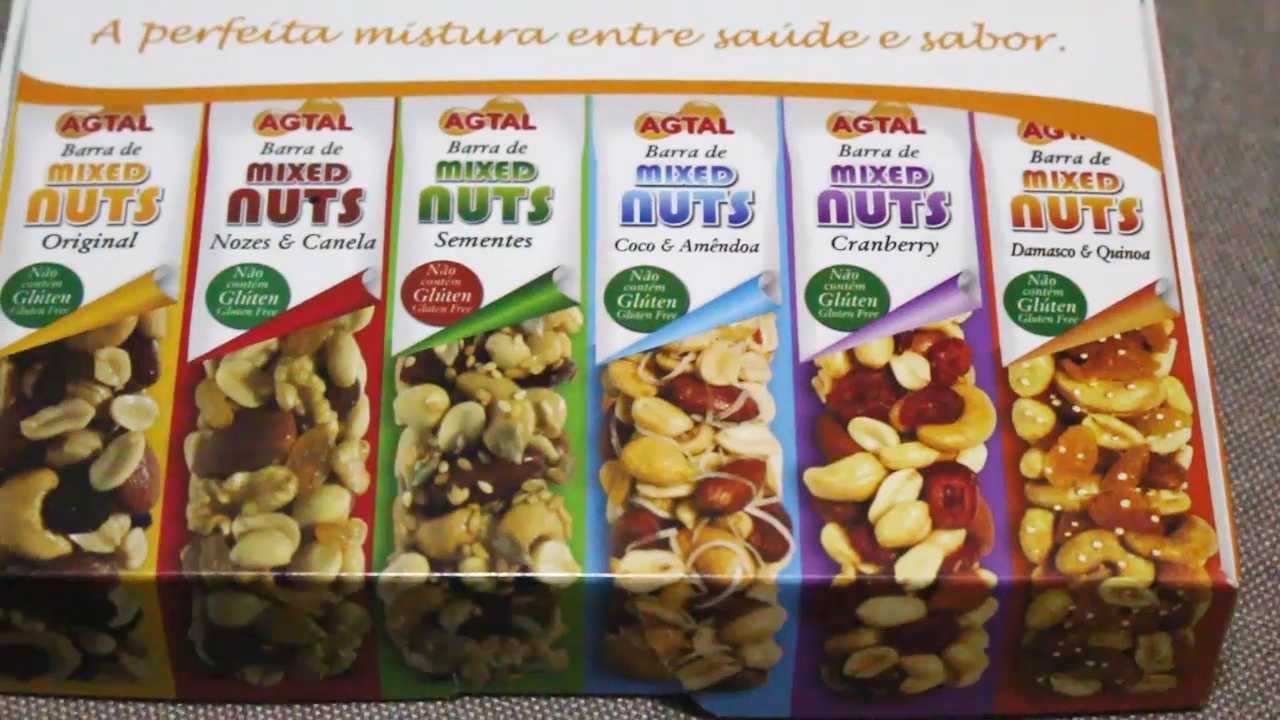 A perfeita mistura entre saúde e sabor.
AGTAL
Barra de
MIXED
NUTS
Original
Não
contém
Glúten
Gluten Free
AGTAL
Barra de
MIXED
NUTS
Nozes & Canela
Não
contém
Glúten
Gluten Free
AGTAL
Barra de
MIXED
NUTS
Sementes
Não
contém
Glúten
Gluten Free
AGTAL
Barra de
MIXED
NUTS
Coco & Amêndoa
Não
contém
Glúten
Gluten Free
AGTAL
Barra de
MIXED
NUTS
Cranberry
Não
contém
Glúten
Gluten Free
Barra de
MIXED
NUTS
Damasco & Quinoa
Não
contém
Glúten
Gluten Free